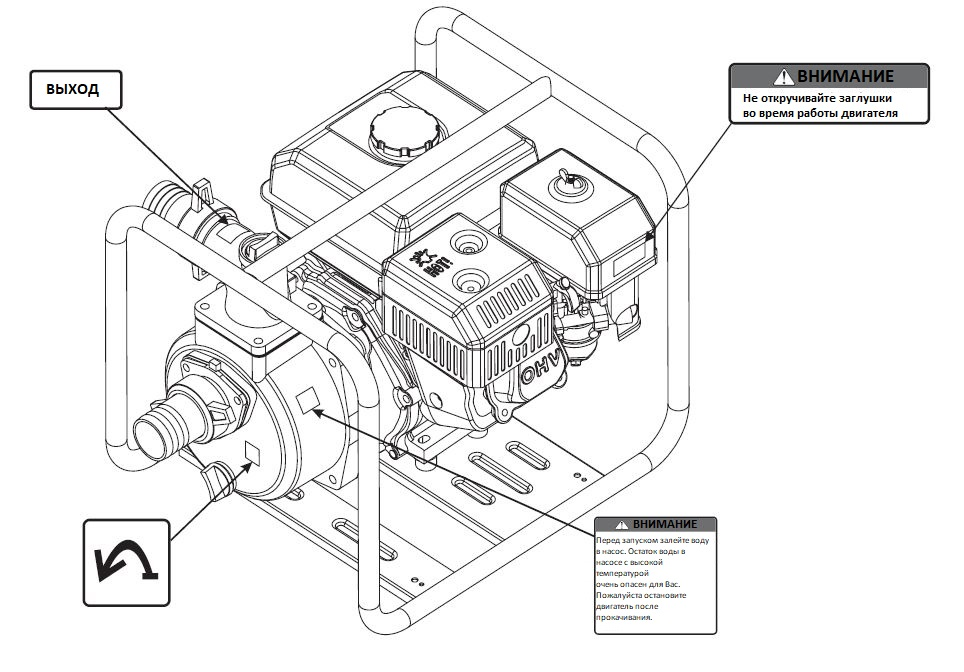 ВЫХОД
ВНИМАНИЕ
Не откручивайте заглушки
во время работы двигателя
HOT!
OHV
ВНИМАНИЕ
Перед запуском залейте воду
в насос. Остаток воды в
насосе с высокой
температурой
очень опасен для Вас.
Пожалуйста остановите
двигатель после
прокачивания.